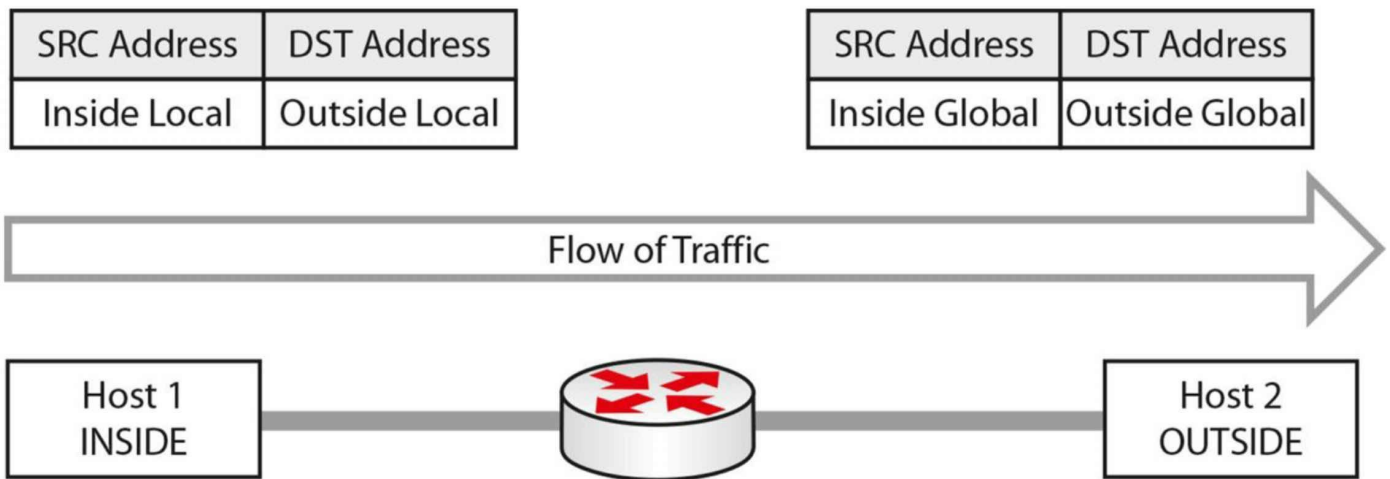 SRC Address DST Address
Inside Local Outside Local
SRC Address DST Address
Inside Global Outside Global
Flow of Traffic
Host 1
INSIDE
Host 2
OUTSIDE